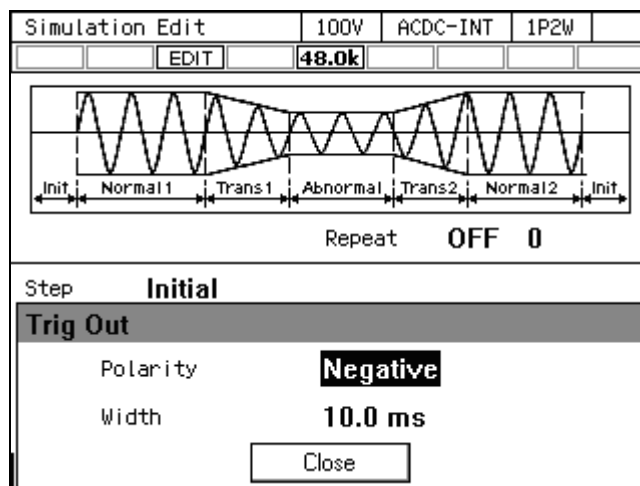 Simulation Edit 100V ACDC-INT 1P2W
EDIT 48.0k
Init Normal1 Trans1 Abnormal Trans2 Normal2 Init
Repeat OFF 0
Step Initial
Trig Out
Polarity Negative
Width 10.0 ms
Close